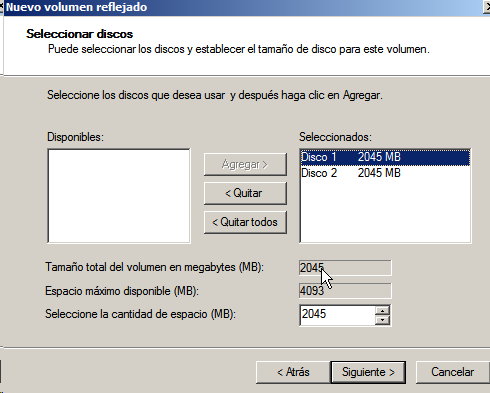 Nuevo volumen reflejado
Seleccionar discos
Puede seleccionar los discos y establecer el tamaño de disco para este volumen.
Seleccione los discos que desea usar y después haga clic en Agregar.
Disponibles:
Seleccionados:
Agregar >
< Quitar
< Quitar todos
Disco 1 2045 MB
Disco 2 2045 MB
Tamaño total del volumen en megabytes (MB): 2045
Espacio máximo disponible (MB): 4093
Seleccione la cantidad de espacio (MB): 2045
< Atrás
Siguiente >
Cancelar